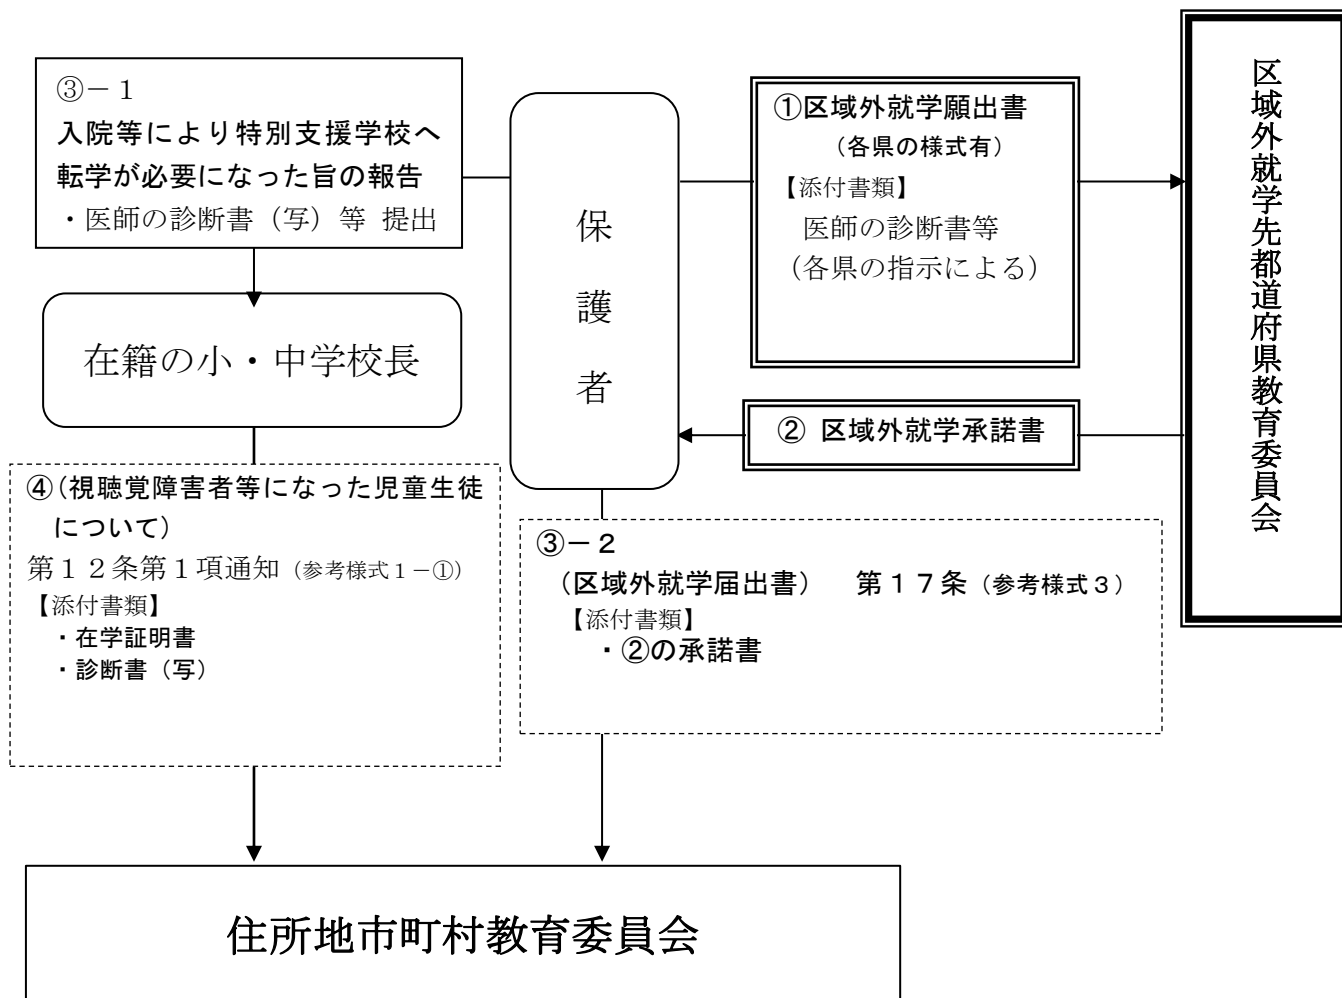 ③－１
入院等により特別支援学校へ
転学が必要になった旨の報告
・医師の診断書（写）等 提出
在籍の小・中学校長
保護者
①区域外就学願出書
（各県の様式有）
【添付書類】
医師の診断書等
（各県の指示による）
② 区域外就学承諾書
区域外就学先都道府県教育委員会
④(視聴覚障害者等になった児童生徒
について)
第１２条第１項通知（参考様式１－①）
【添付書類】
・在学証明書
・診断書（写）
③－２
（区域外就学届出書）　第１７条（参考様式３）
【添付書類】
・②の承諾書
住所地市町村教育委員会